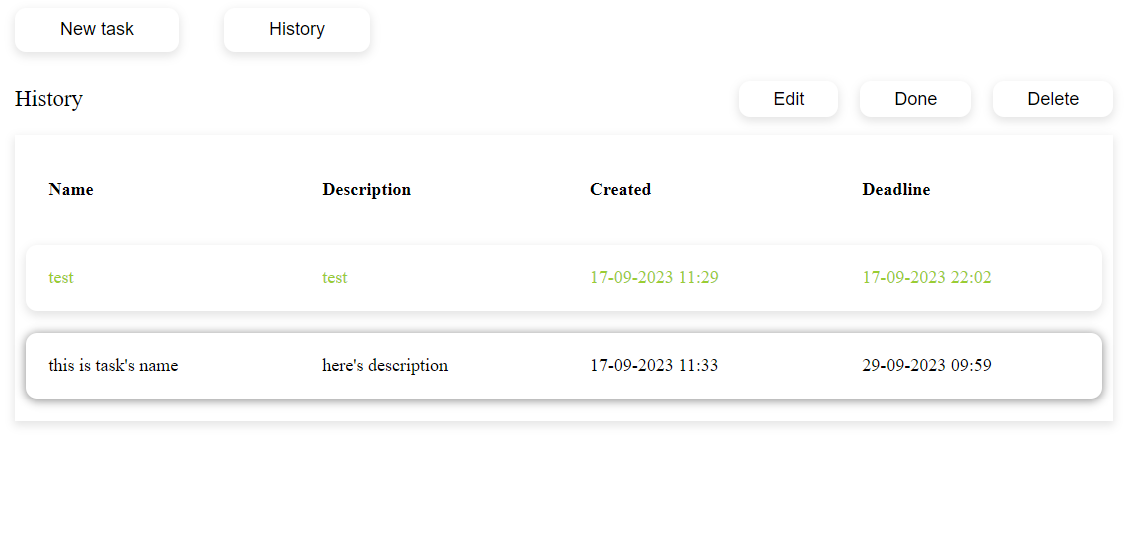 New task History
History Edit Done Delete
Name Description Created Deadline
test test 17-09-2023 11:29 17-09-2023 22:02
this is task's name here's description 17-09-2023 11:33 29-09-2023 09:59